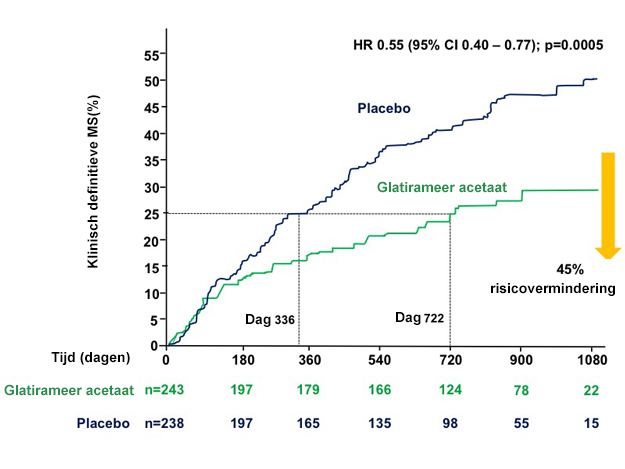 HR 0.55 (95% CI 0.40 – 0.77); p=0.0005
Klinisch definitieve MS(%)
55
50
45
40
35
30
25
20
15
10
5
0
Placebo
Glatirameer acetaat
45%
risicovermindering
Dag 336
Dag 722
Tijd (dagen)
0 180 360 540 720 900 1080
Glatirameer acetaat n=243 197 179 166 124 78 22
Placebo n=238 197 165 135 98 55 15